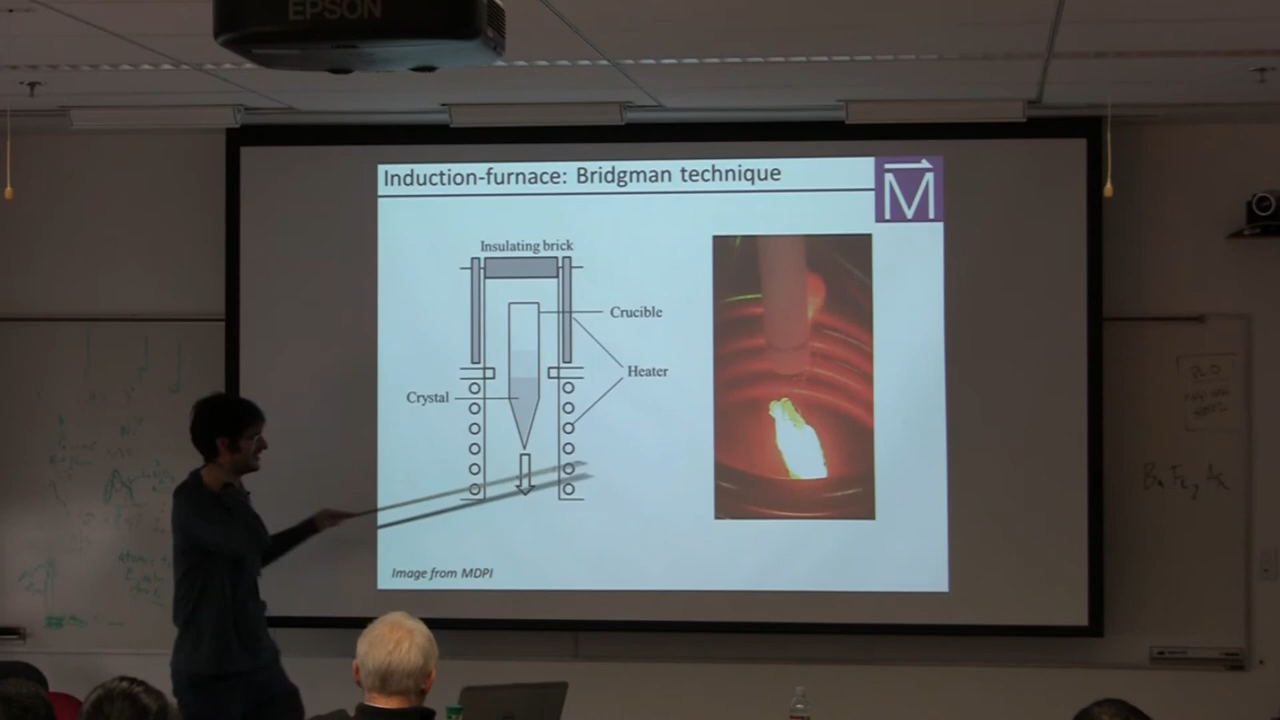 EPSON
Induction-furnace: Bridgman technique
M
Insulating brick
Crucible
Heater
Crystal
Image from MDPI